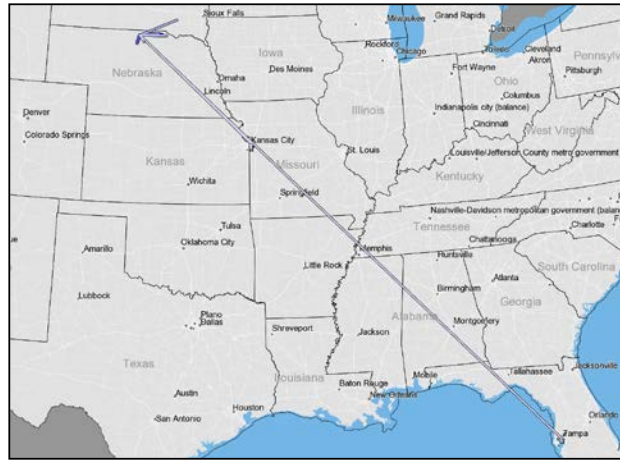 Sioux Falls
Milwaukee
Grand Rapids
Detroit
Iowa
Rockford
Chicago
Toledo
Cleveland
Akron
Pennsylv
Nebraska
Omaha
Des Moines
Fort Wayne
Pittsburgh
Lincoln
Ohio
Denver
Illinois
Columbus
Indianapolis city (balance)
Colorado Springs
Kansas City
Cincinnati
West Virginia
Kansas
Missouri
St. Louis
Louisville/Jefferson County metro government
Wichita
Springfield
Kentucky
Tulsa
Nashville-Davidson metropolitan government (balance
Tennessee
Charlotte
Amarillo
Oklahoma City
Memphis
Chattanooga
Little Rock
Huntsville
South Carolina
Lubbock
Birmingham
Atlanta
Plano
Dallas
Shreveport
Jackson
Alabama
Montgomery
Georgia
Texas
Louisiana
Austin
Baton Rouge
Mobile
Tallahassee
Jacksonville
San Antonio
Houston
New Orleans
Orlando
Tampa